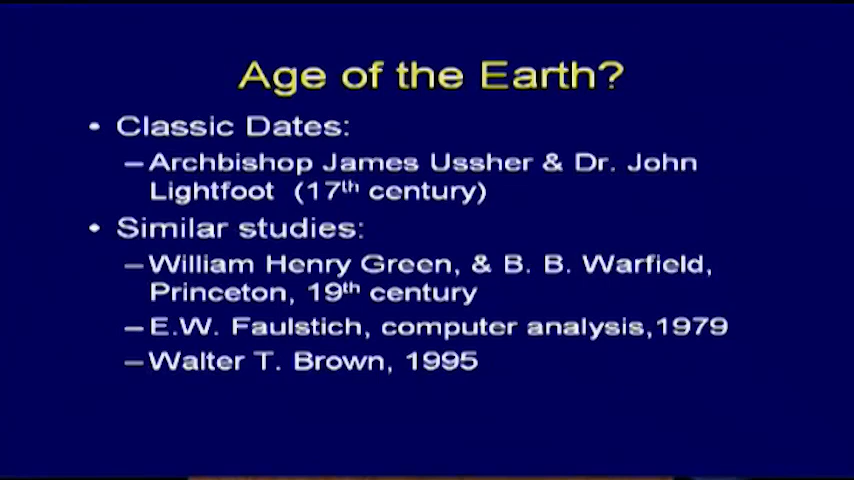 Age of the Earth?
• Classic Dates:
–Archbishop James Ussher & Dr. John
Lightfoot (17th century)
• Similar studies:
–William Henry Green, & B. B. Warfield,
Princeton, 19th century
–E.W. Faulstich, computer analysis,1979
–Walter T. Brown, 1995